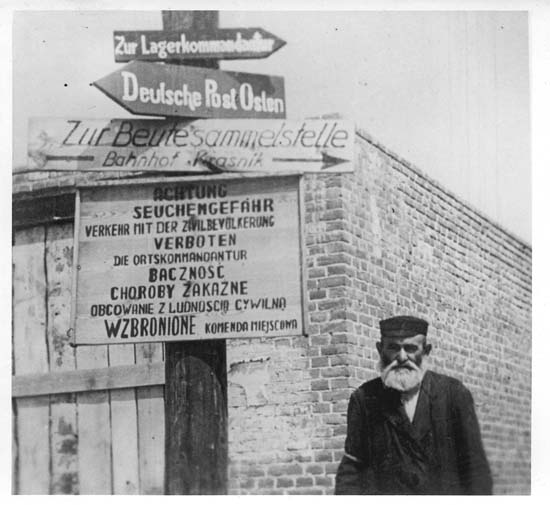 Zur Lagerkommandantur
Deutsche Post Osten
Zur Beutesammelstelle
Bahnhof Krasnik
ACHTUNG
SEUCHENGEFAHR
VERKEHR MIT DER ZIVILBEVÖLKERUNG
VERBOTEN
DIE ORTSKOMMANDANTUR
BACZNOŚĆ
CHOROBY ZAKAZNE
OBCOWANIE Z LUDNOŚCIĄ CYWILNĄ
WZBRONIONE KOMENDA MIEJSCOWA